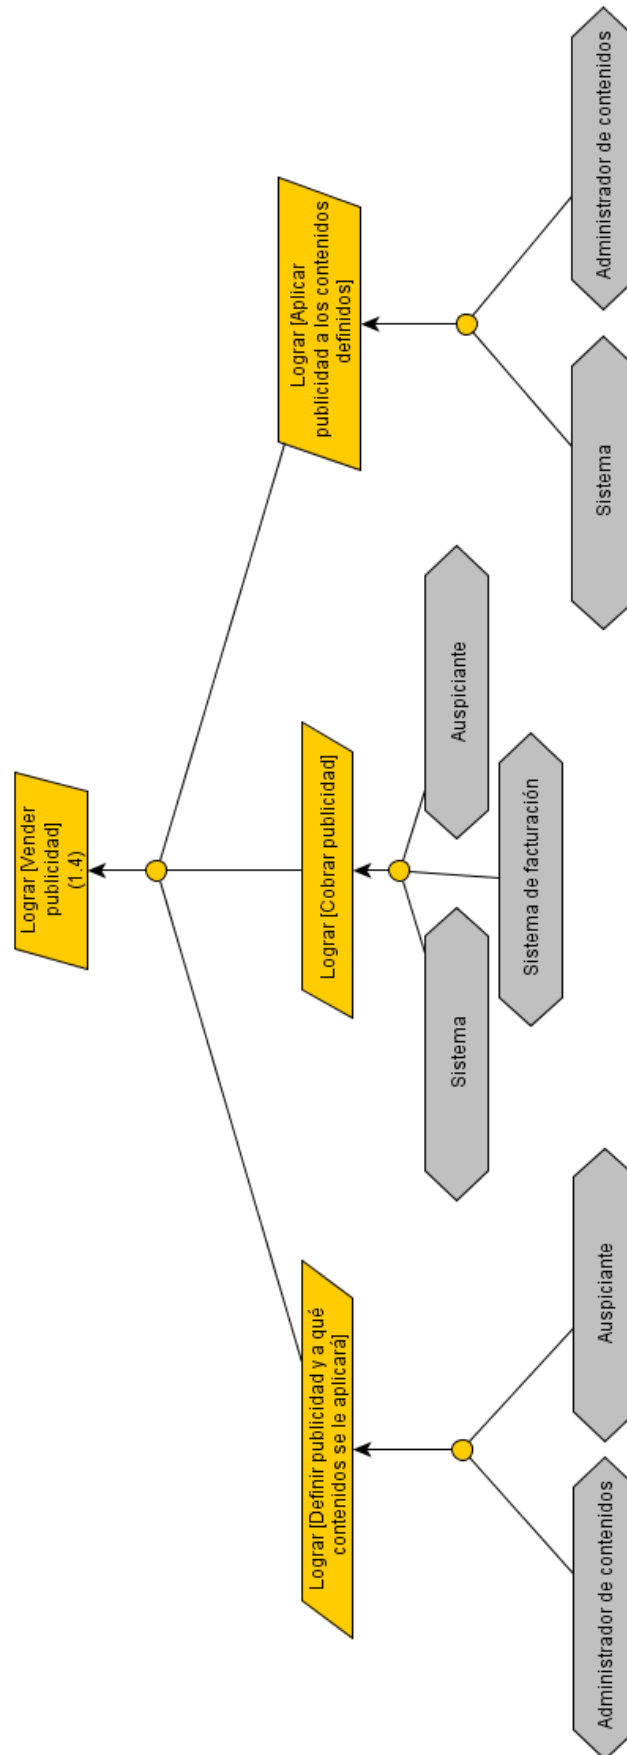 Lograr [Vender
publicidad]
(1.4)
Lograr [Definir publicidad y a qué
contenidos se le aplicará]
Lograr [Cobrar publicidad]
Lograr [Aplicar
publicidad a los contenidos
definidos]
Administrador de contenidos
Auspiciante
Sistema
Sistema de facturación
Auspiciante
Sistema
Administrador de contenidos